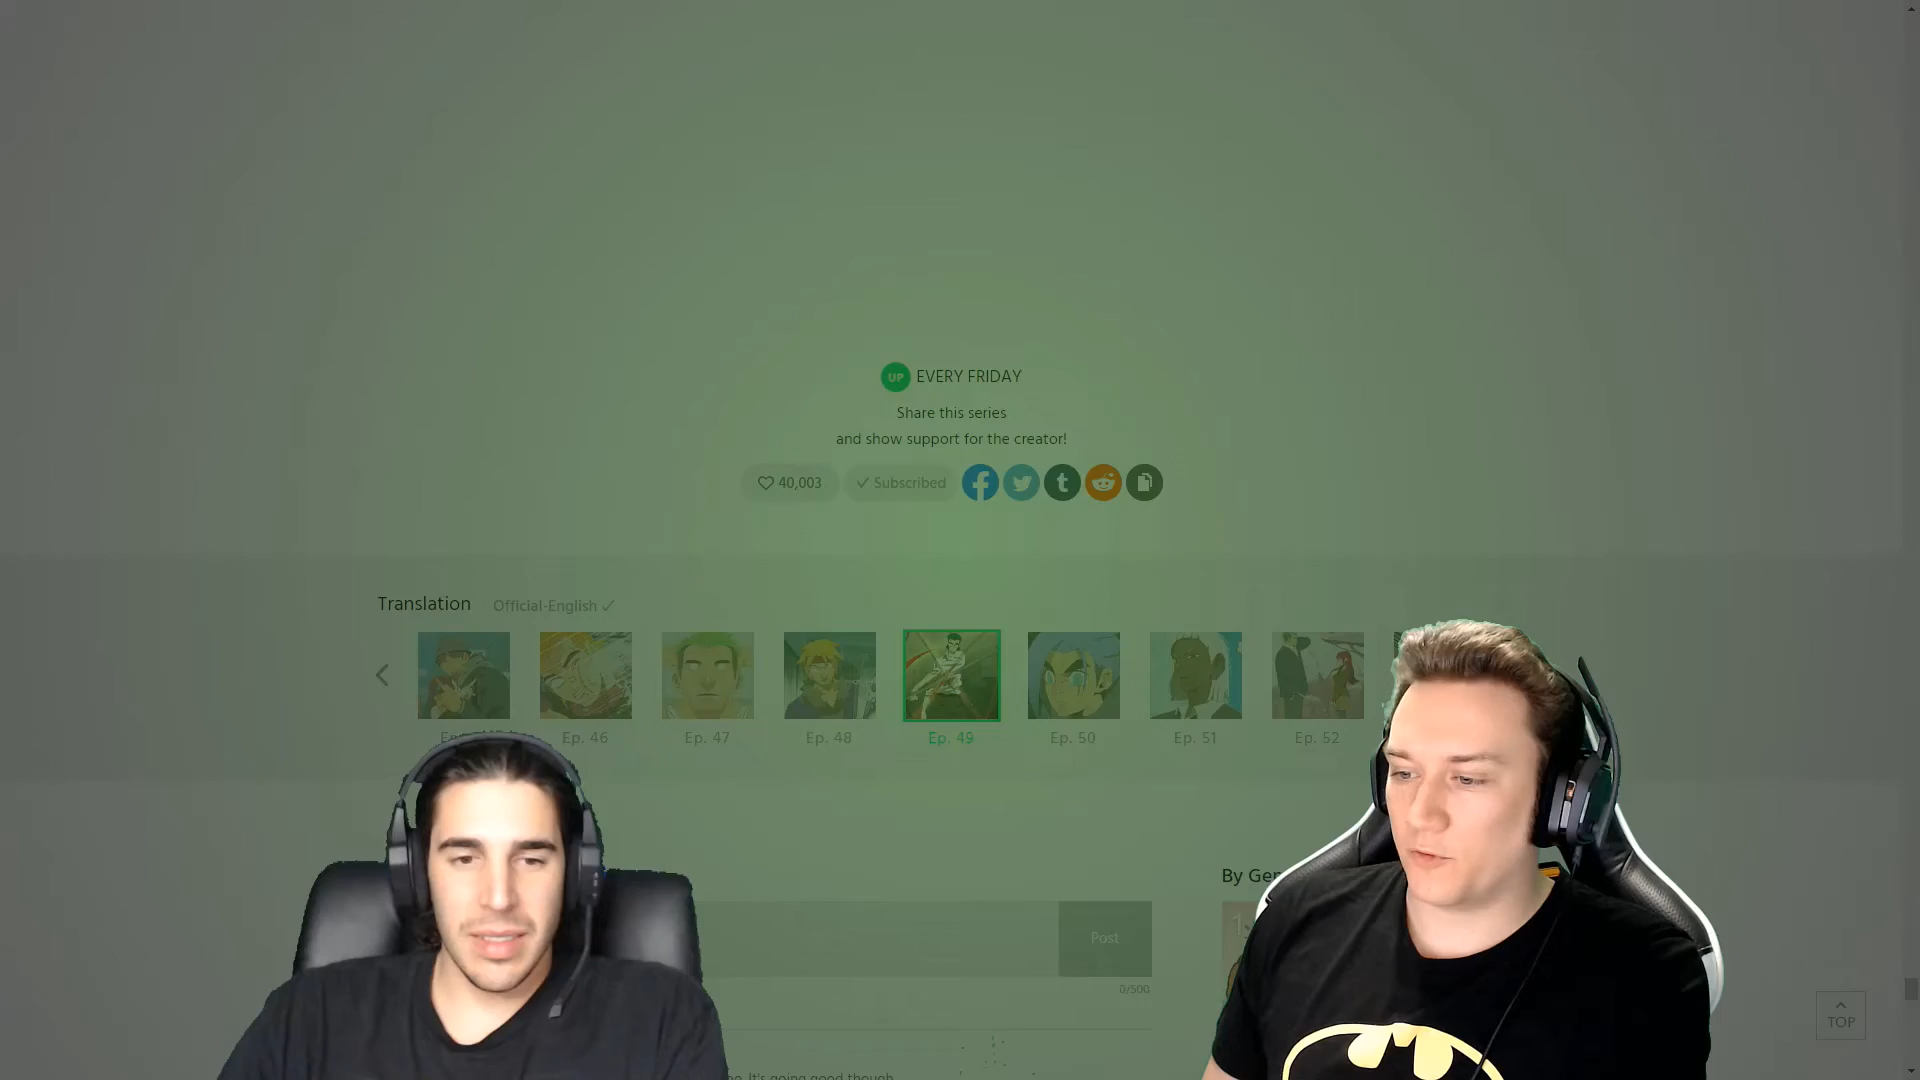 UP EVERY FRIDAY
Share this series
and show support for the creator!
40,003 Subscribed
Translation Official-English
Ep. 46 Ep. 47 Ep. 48 Ep. 49 Ep. 50 Ep. 51 Ep. 52
By Gen
Post
0/500
TOP
It's going good though